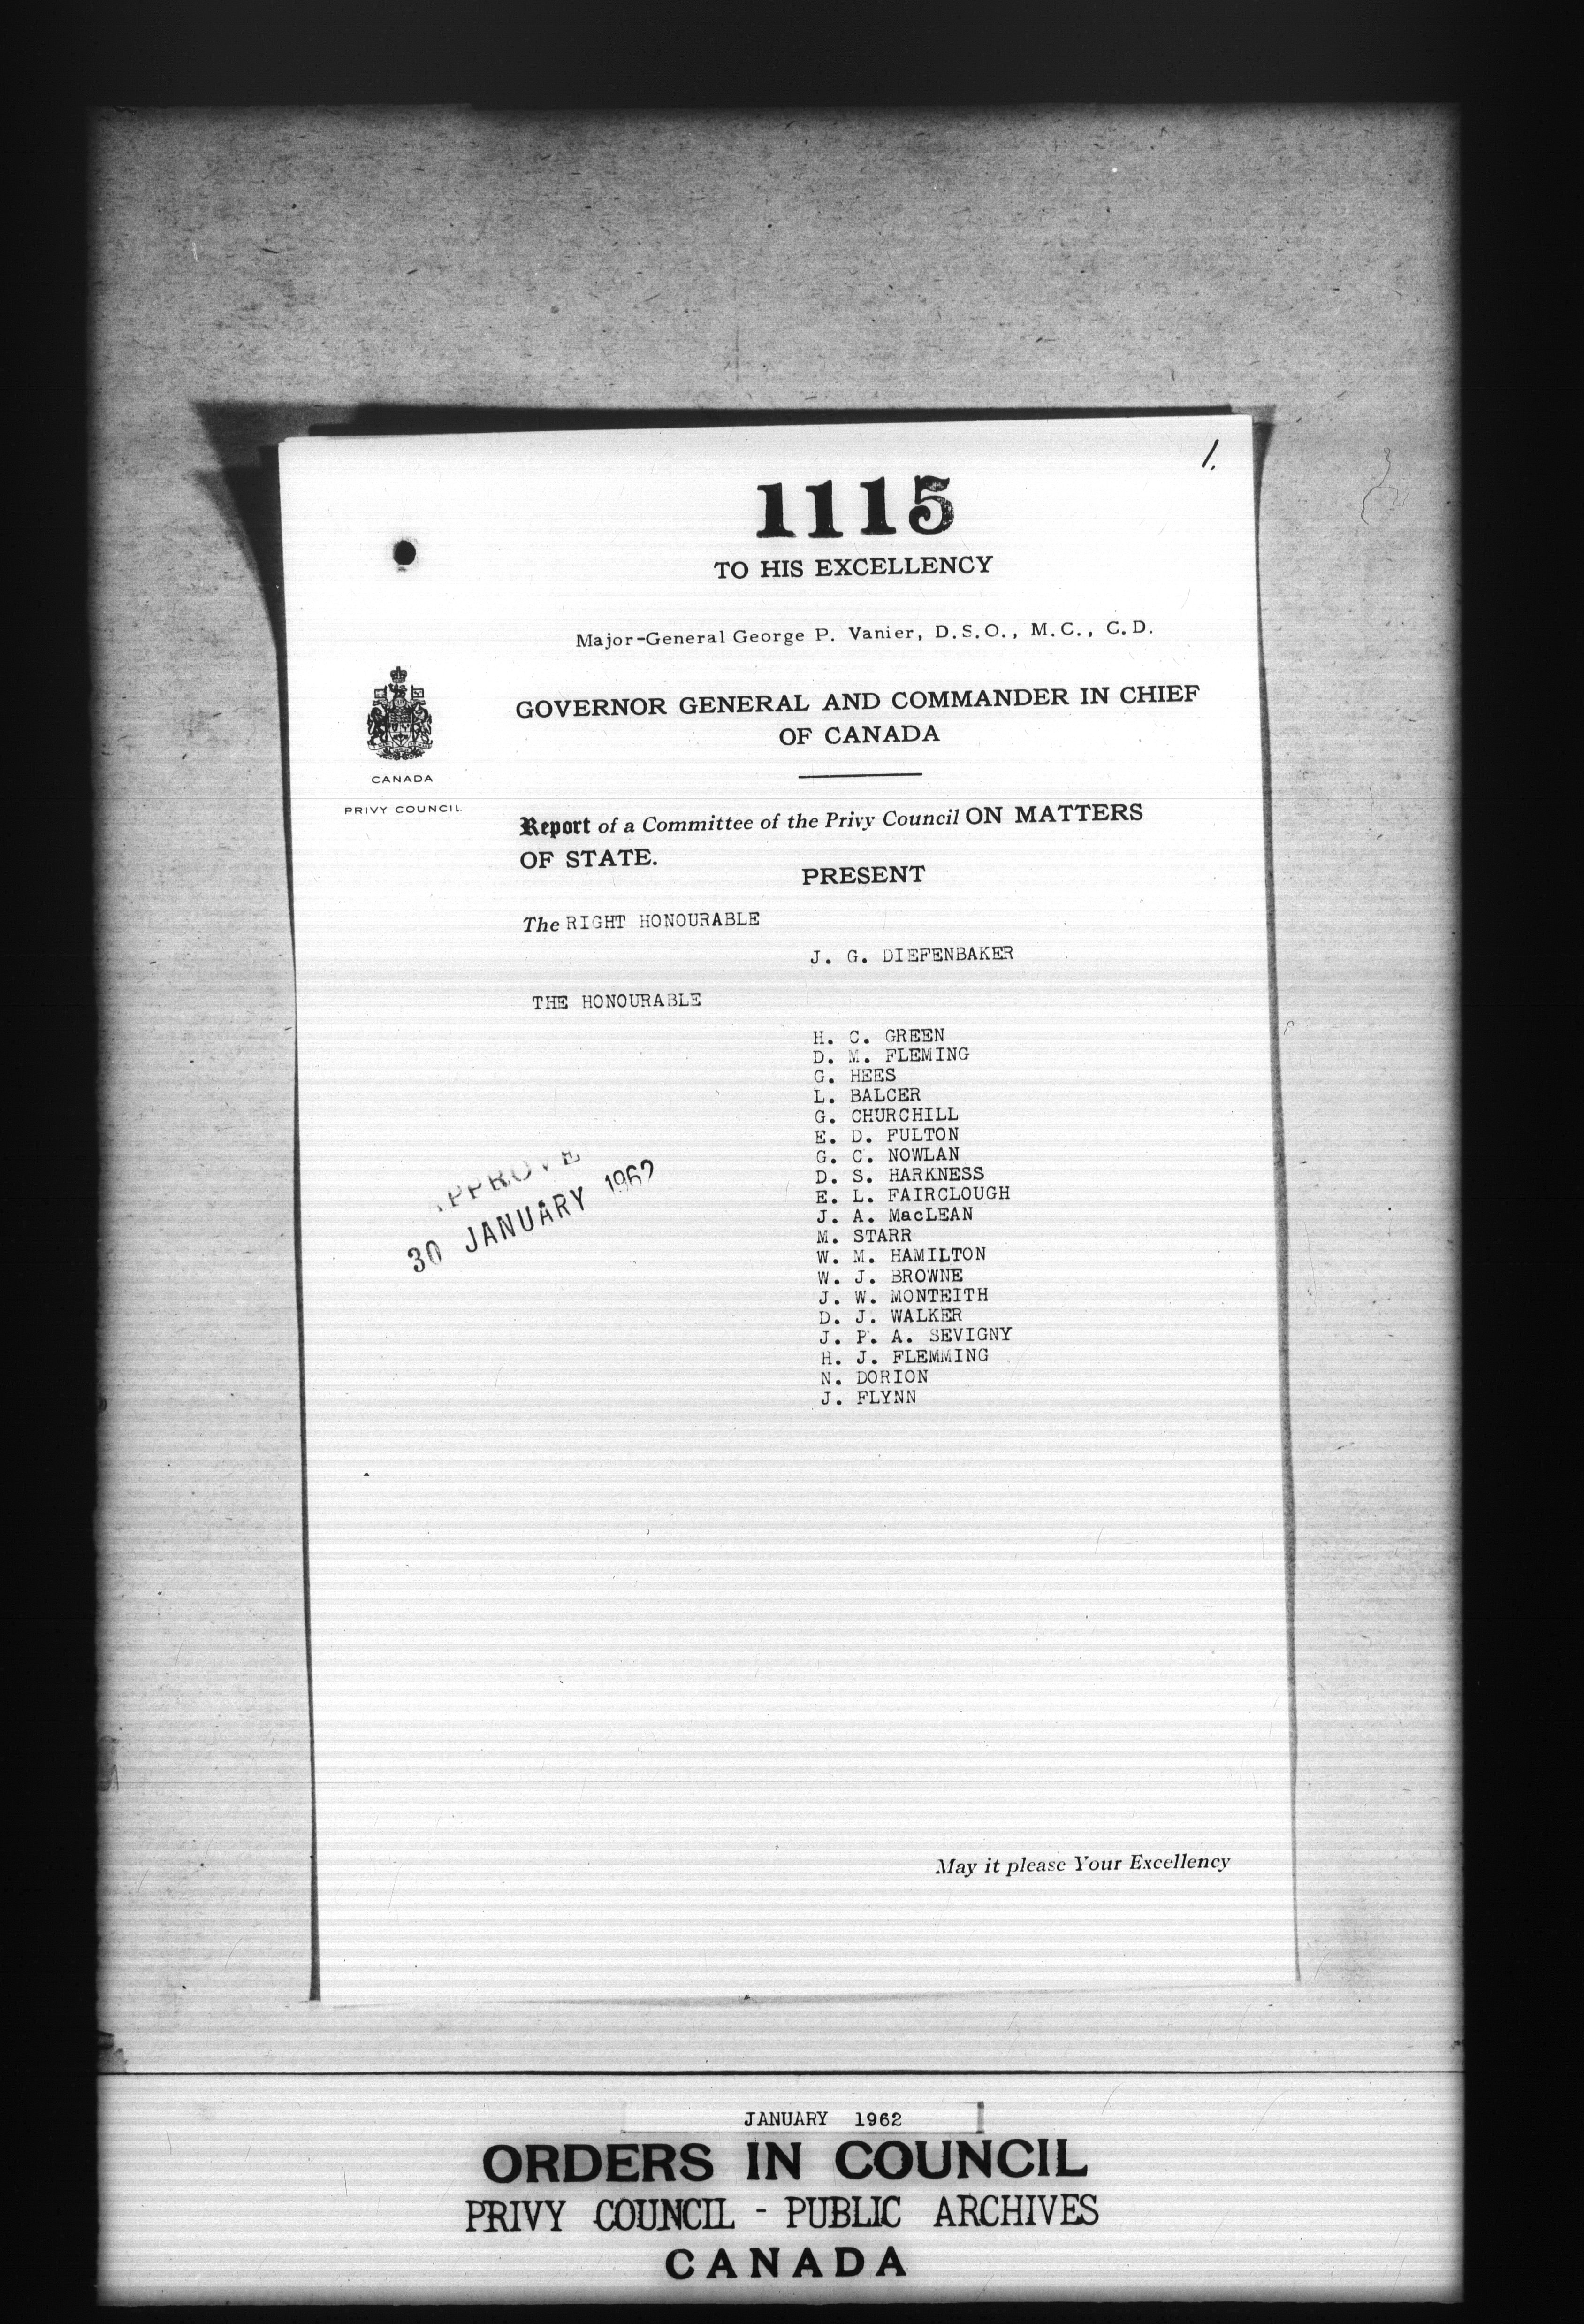 1.
1115
TO HIS EXCELLENCY
Major-General George P. Vanier, D.S.O., M.C., C.D.
GOVERNOR GENERAL AND COMMANDER IN CHIEF
OF CANADA
CANADA
PRIVY COUNCIL
Report of a Committee of the Privy Council ON MATTERS
OF STATE.
PRESENT
The RIGHT HONOURABLE
J. G. DIEFENBAKER
THE HONOURABLE
H. C. GREEN
D. M. FLEMING
G. HEES
L. BALCER
G. CHURCHILL
E. D. FULTON
G. C. NOWLAN
D. S. HARKNESS
E. L. FAIRCLOUGH
J. A. MacLEAN
M. STARR
W. M. HAMILTON
W. J. BROWNE
J. W. MONTEITH
D. J. WALKER
J. P. A. SEVIGNY
H. J. FLEMMING
N. DORION
J. FLYNN
APPROVE
30 JANUARY 1962
May it please Your Excellency
JANUARY 1962
ORDERS IN COUNCIL
PRIVY COUNCIL - PUBLIC ARCHIVES
CANADA